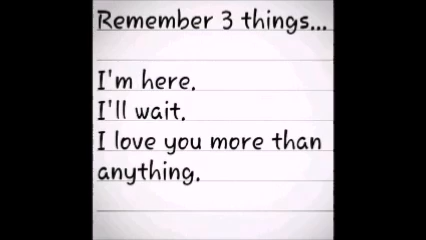 Remember 3 things...
I'm here.
I'll wait.
I love you more than
anything.